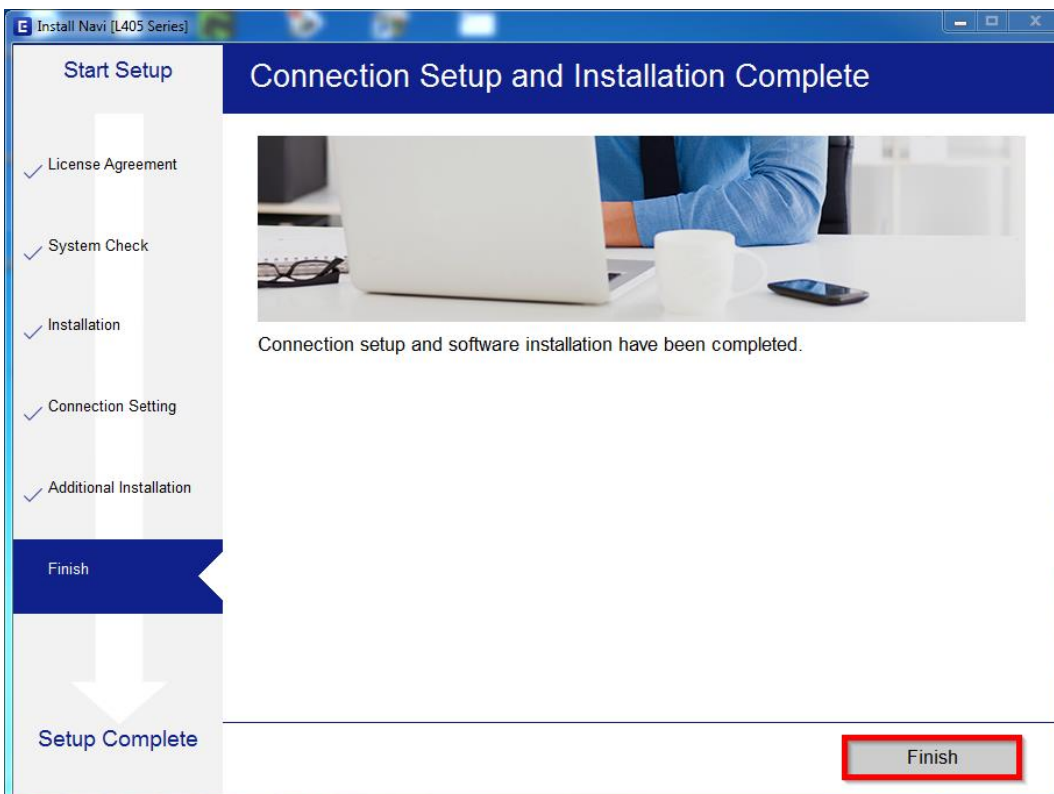 Install Navi [L405 Series]
Start Setup
Connection Setup and Installation Complete
License Agreement
System Check
Installation
Connection setup and software installation have been completed.
Connection Setting
Additional Installation
Finish
Setup Complete
Finish